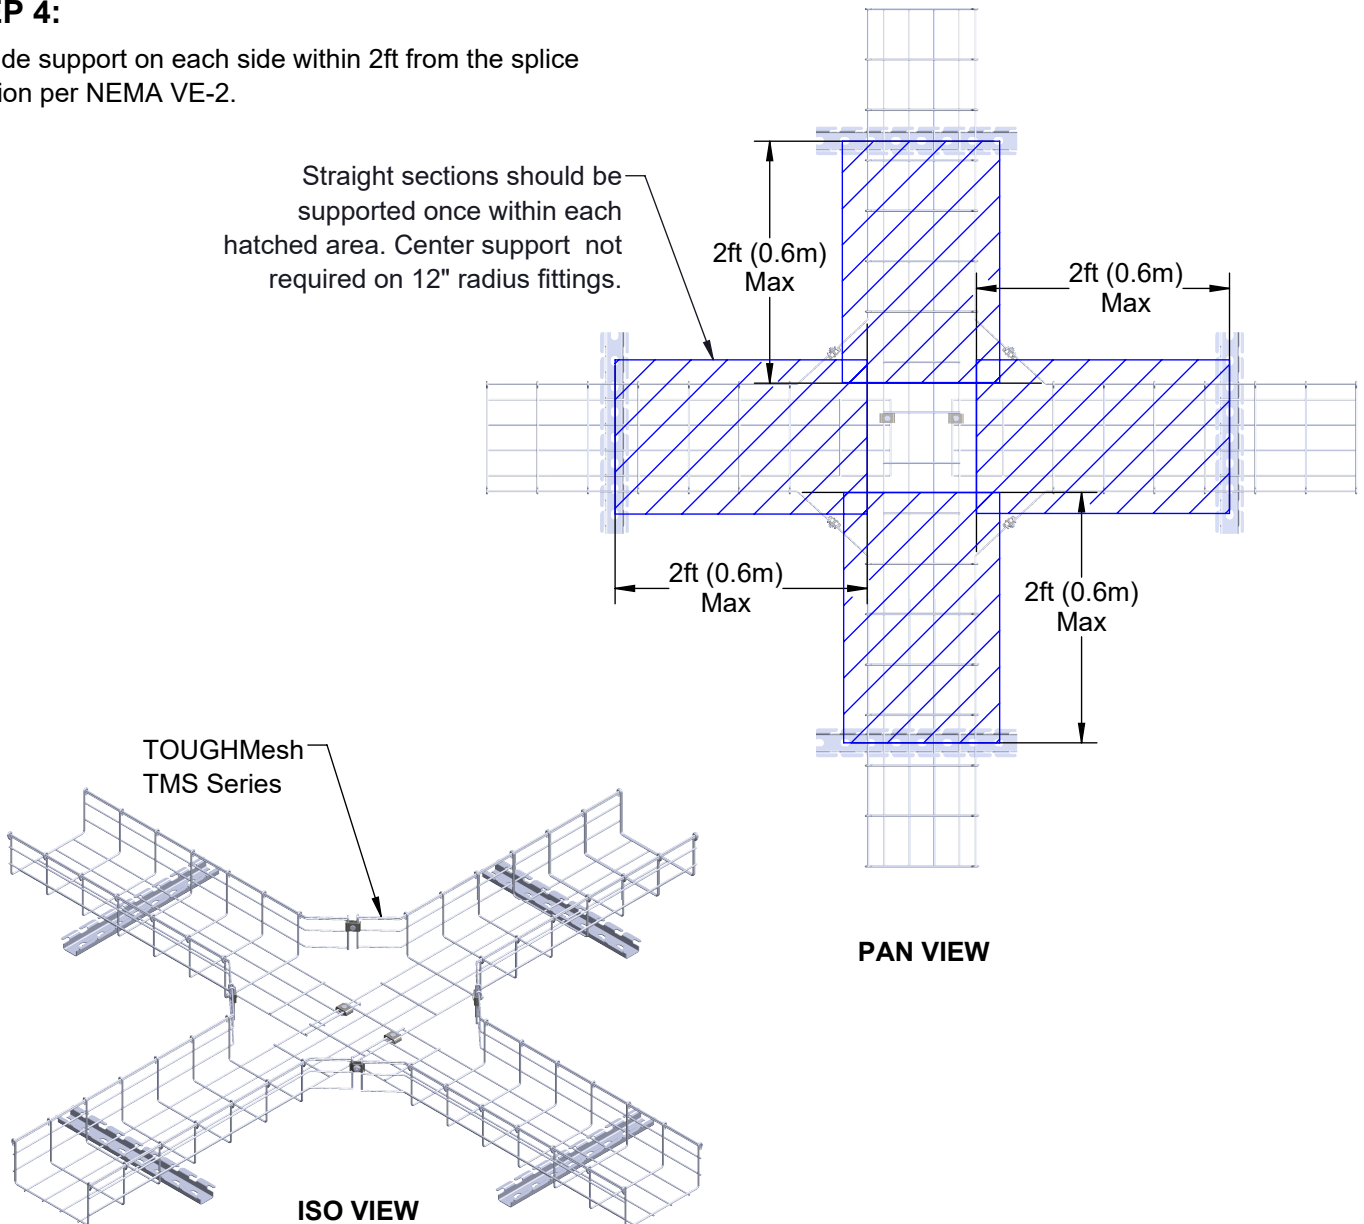 EP 4:
de support on each side within 2ft from the splice
ion per NEMA VE-2.
Straight sections should be
supported once within each
hatched area. Center support not
required on 12" radius fittings.
2ft (0.6m)
Max
2ft (0.6m)
Max
2ft (0.6m)
Max
2ft (0.6m)
Max
TOUGHMesh
TMS Series
PAN VIEW
ISO VIEW